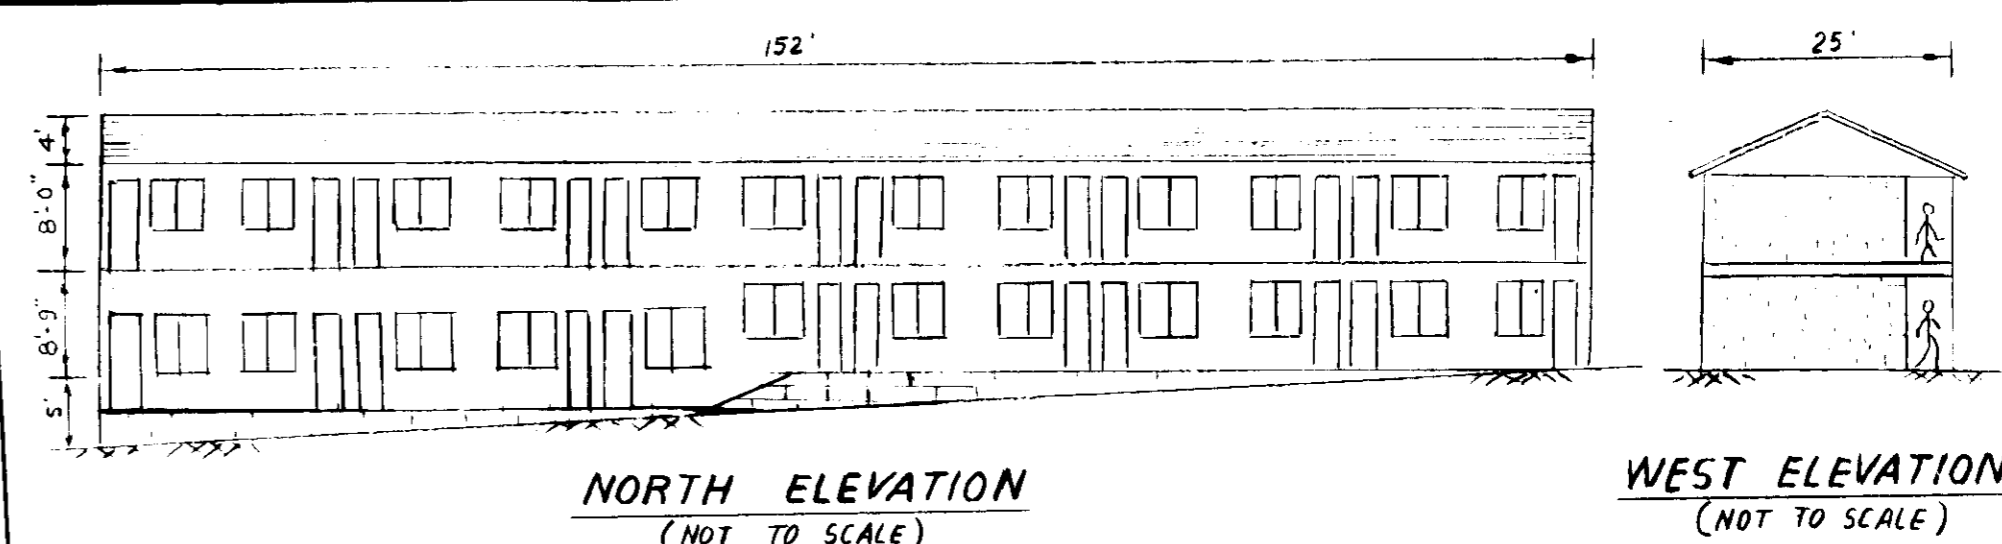 152'
25'
4'
8'-0"
8'-9"
5'
NORTH ELEVATION
(NOT TO SCALE)
WEST ELEVATION
(NOT TO SCALE)